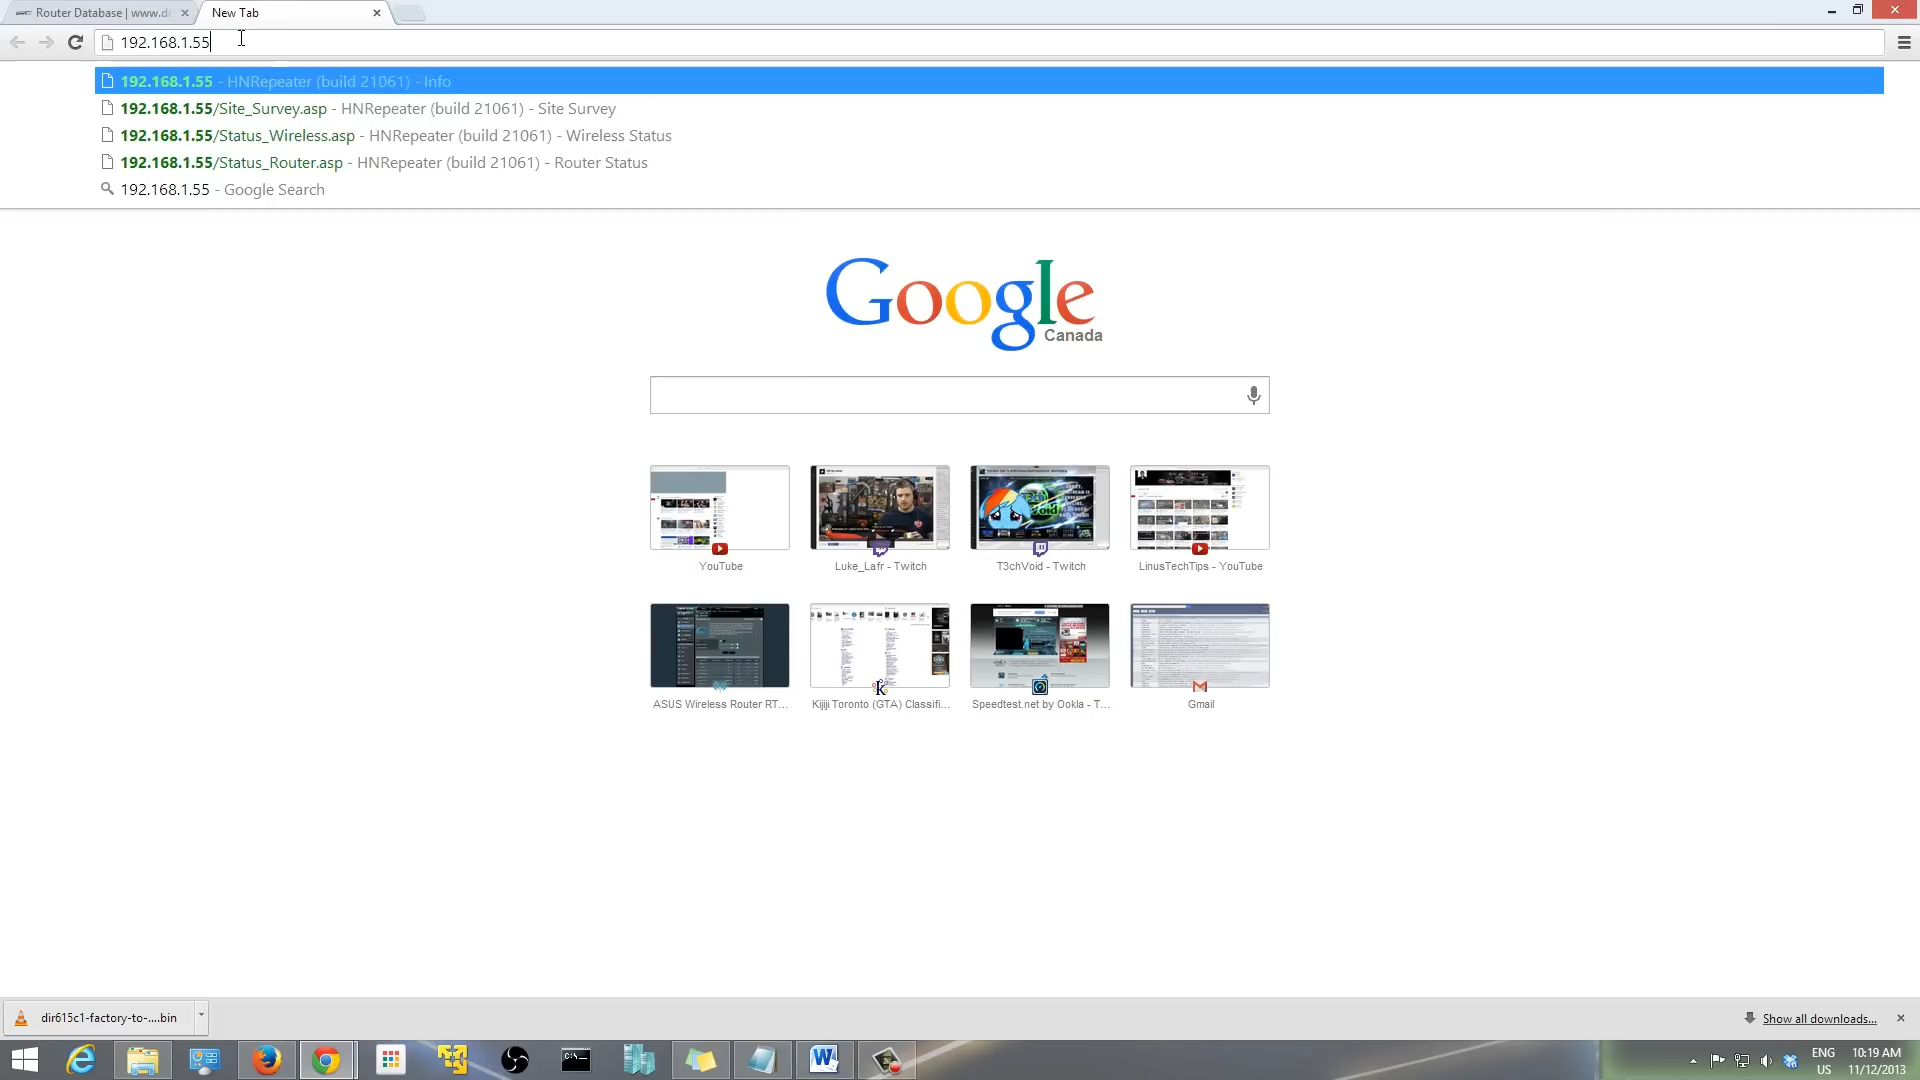 Router Database | www.d
New Tab
192.168.1.55
192.168.1.55 - HNRepeater (build 21061) - Info
192.168.1.55/Site_Survey.asp - HNRepeater (build 21061) - Site Survey
192.168.1.55/Status_Wireless.asp - HNRepeater (build 21061) - Wireless Status
192.168.1.55/Status_Router.asp - HNRepeater (build 21061) - Router Status
192.168.1.55 - Google Search
Google
Canada
YouTube
Luke_Lafr - Twitch
T3chVoid - Twitch
LinusTechTips - YouTube
ASUS Wireless Router RT...
Kijiji Toronto (GTA) Classifi...
Speedtest.net by Ookla - T...
Gmail
dir615c1-factory-to-....bin
Show all downloads...
ENG 10:19 AM
US 11/12/2013